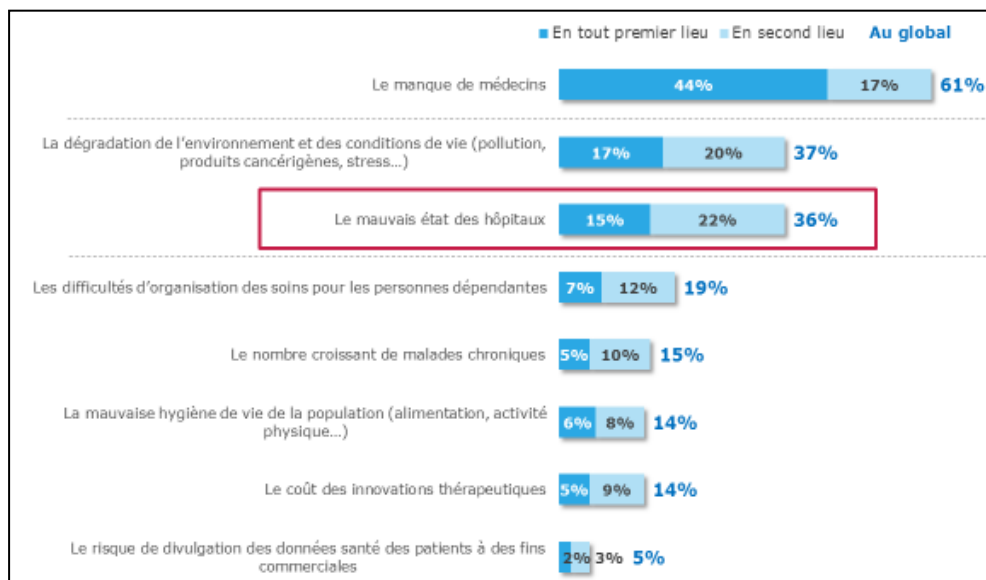 En tout premier lieu En second lieu Au global
Le manque de médecins 44% 17% 61%
La dégradation de l'environnement et des conditions de vie (pollution,
produits cancérigènes, stress...) 17% 20% 37%
Le mauvais état des hôpitaux 15% 22% 36%
Les difficultés d'organisation des soins pour les personnes dépendantes 7% 12% 19%
Le nombre croissant de malades chroniques 5% 10% 15%
La mauvaise hygiène de vie de la population (alimentation, activité
physique...) 6% 8% 14%
Le coût des innovations thérapeutiques 5% 9% 14%
Le risque de divulgation des données santé des patients à des fins
commerciales 2% 3% 5%